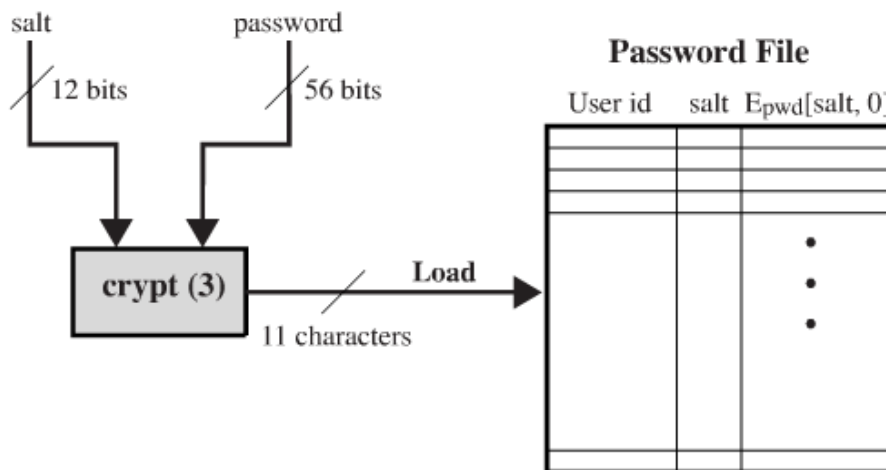 salt
password
12 bits
56 bits
Password File
User id
salt
Epwd[salt, 0]
crypt (3)
Load
11 characters